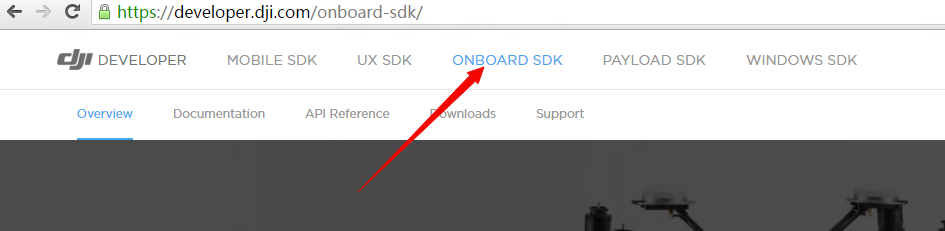 https://developer.dji.com/onboard-sdk/
dji DEVELOPER MOBILE SDK UX SDK ONBOARD SDK PAYLOAD SDK WINDOWS SDK
Overview Documentation API Reference Downloads Support